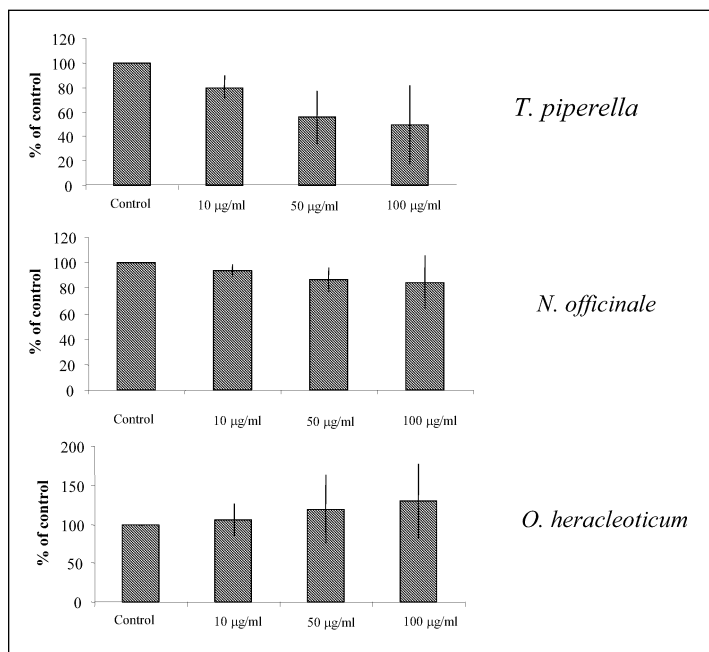 120
100
80
60
40
20
0
% of control
Control 10 μg/ml 50 μg/ml 100 μg/ml
T. piperella
120
100
80
60
40
20
0
% of control
Control 10 μg/ml 50 μg/ml 100 μg/ml
N. officinale
200
150
100
50
0
% of control
Control 10 μg/ml 50 μg/ml 100 μg/ml
O. heracleoticum